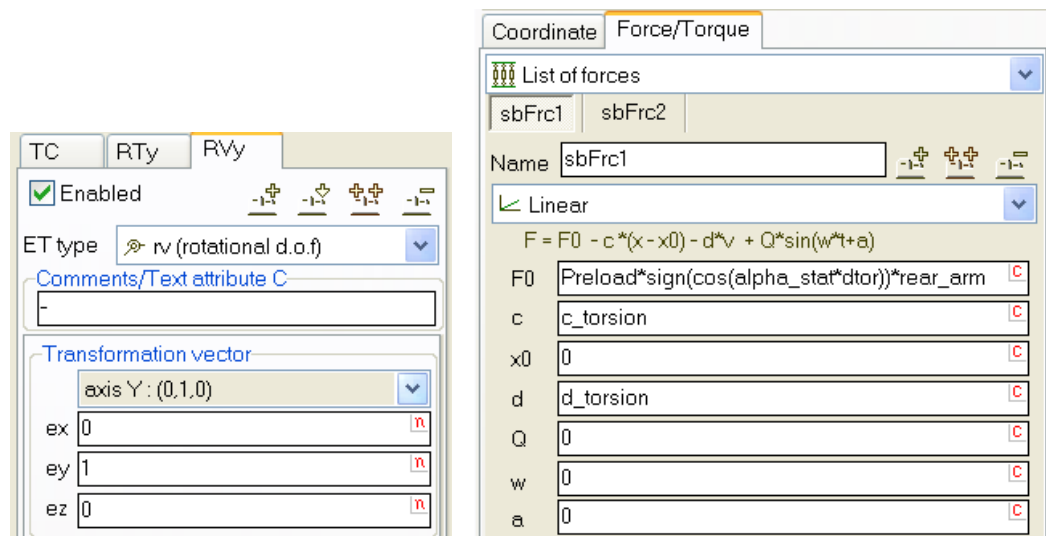 TC RTy RVy
Enabled
ET type rv (rotational d.o.f)
Comments/Text attribute C
-
Transformation vector
axis Y : (0,1,0)
ex 0 n
ey 1 n
ez 0 n
Coordinate Force/Torque
List of forces
sbFrc1 sbFrc2
Name sbFrc1
Linear
F = F0 - c*(x-x0) - d*v + Q*sin(w*t+a)
F0 Preload*sign(cos(alpha_stat*dtor))*rear_arm C
c c_torsion C
x0 0 C
d d_torsion C
Q 0 C
w 0 C
a 0 C